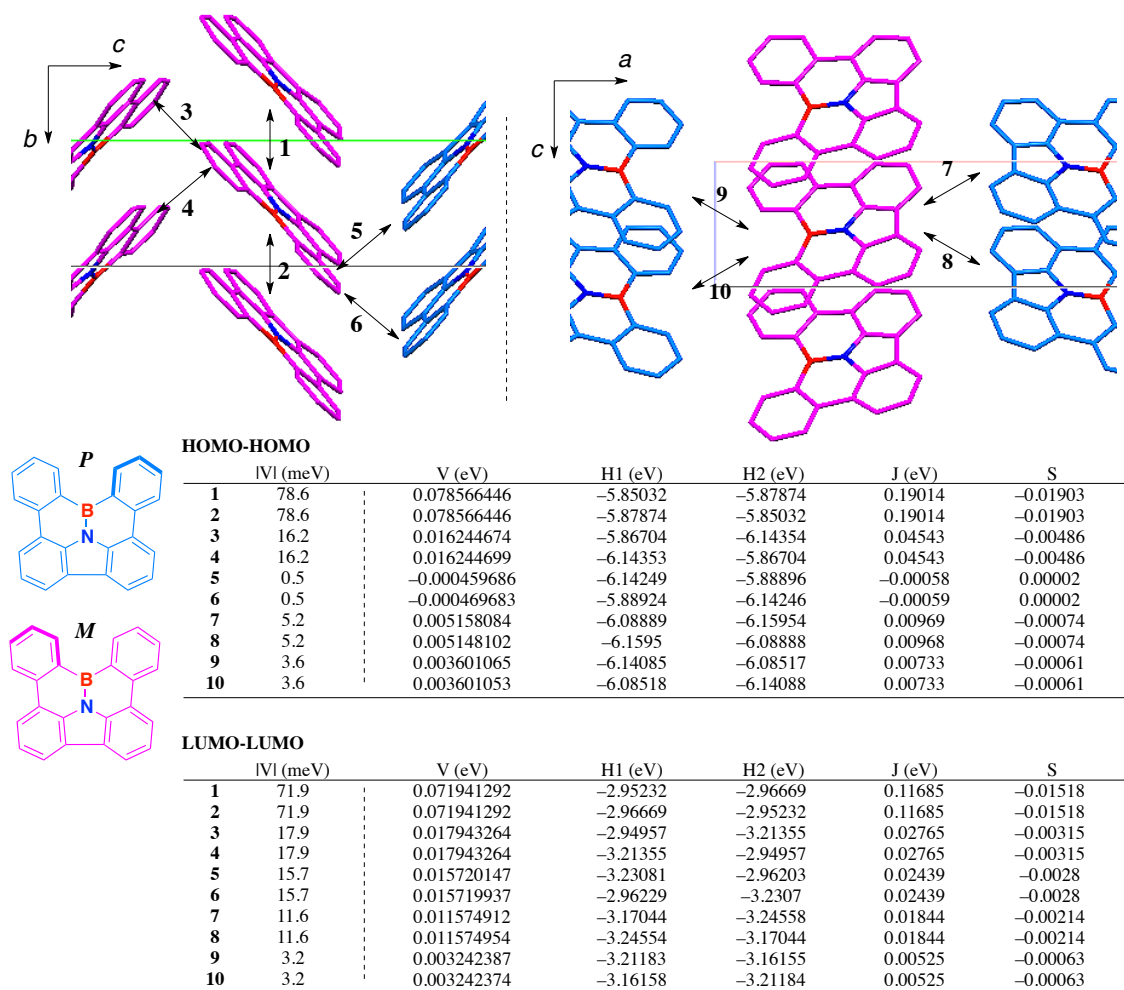 c
b
3
1
4
5
2
6
a
c
7
9
8
10
P
B
N
M
B
N
HOMO-HOMO
|V| (meV) V (eV) H1 (eV) H2 (eV) J (eV) S
1 78.6 0.078566446 −5.85032 −5.87874 0.19014 −0.01903
2 78.6 0.078566446 −5.87874 −5.85032 0.19014 −0.01903
3 16.2 0.016244674 −5.86704 −6.14354 0.04543 −0.00486
4 16.2 0.016244699 −6.14353 −5.86704 0.04543 −0.00486
5 0.5 −0.000459686 −6.14249 −5.88896 −0.00058 0.00002
6 0.5 −0.000469683 −5.88924 −6.14246 −0.00059 0.00002
7 5.2 0.005158084 −6.08889 −6.15954 0.00969 −0.00074
8 5.2 0.005148102 −6.1595 −6.08888 0.00968 −0.00074
9 3.6 0.003601065 −6.14085 −6.08517 0.00733 −0.00061
10 3.6 0.003601053 −6.08518 −6.14088 0.00733 −0.00061
LUMO-LUMO
|V| (meV) V (eV) H1 (eV) H2 (eV) J (eV) S
1 71.9 0.071941292 −2.95232 −2.96669 0.11685 −0.01518
2 71.9 0.071941292 −2.96669 −2.95232 0.11685 −0.01518
3 17.9 0.017943264 −2.94957 −3.21355 0.02765 −0.00315
4 17.9 0.017943264 −3.21355 −2.94957 0.02765 −0.00315
5 15.7 0.015720147 −3.23081 −2.96203 0.02439 −0.0028
6 15.7 0.015719937 −2.96229 −3.2307 0.02439 −0.0028
7 11.6 0.011574912 −3.17044 −3.24558 0.01844 −0.00214
8 11.6 0.011574954 −3.24554 −3.17044 0.01844 −0.00214
9 3.2 0.003242387 −3.21183 −3.16155 0.00525 −0.00063
10 3.2 0.003242374 −3.16158 −3.21184 0.00525 −0.00063